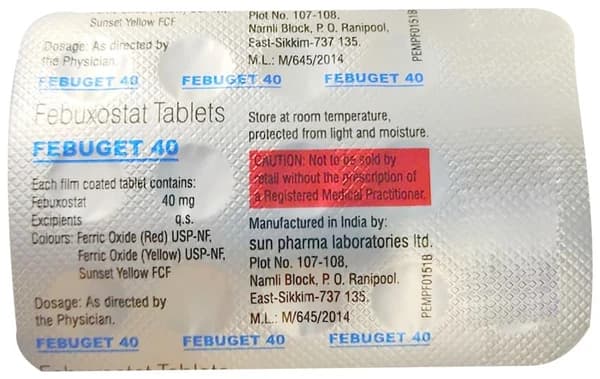 Sunset Yellow FCF
Dosage: As directed by
the Physician.
FEBUGET 40 FEBUGET 40 FEBUGET 40
Plot No. 107-108,
Namli Block, P. O. Ranipool,
East-Sikkim-737 135.
M.L.: M/645/2014
PEMPF0151B
Febuxostat Tablets
FEBUGET 40
Each film coated tablet contains:
Febuxostat 40 mg
Excipients q.s.
Colours: Ferric Oxide (Red) USP-NF,
Ferric Oxide (Yellow) USP-NF,
Sunset Yellow FCF
Dosage: As directed by
the Physician.
Store at room temperature,
protected from light and moisture.
CAUTION: Not to be sold by
retail without the prescription of
a Registered Medical Practitioner.
Manufactured in India by:
sun pharma laboratories ltd.
Plot No. 107-108,
Namli Block, P. O. Ranipool,
East-Sikkim-737 135.
M.L.: M/645/2014
PEMPF0151B
FEBUGET 40 FEBUGET 40 FEBUGET 40
Febuxostat Tablets